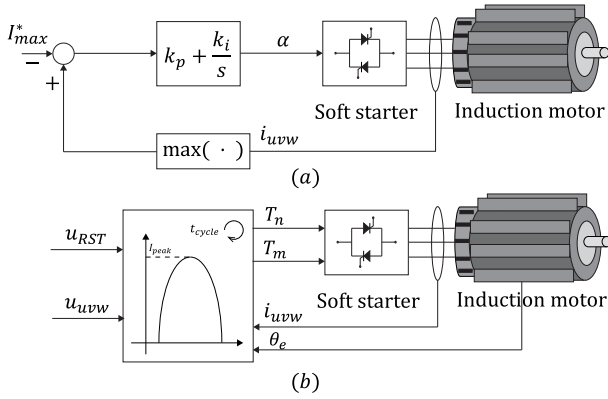 I*max
−
+
kp + ki/s
α
Soft starter
Induction motor
max( · )
iuvw
(a)
uRST
uuvw
Ipeak
tcycle
Tn
Tm
Soft starter
Induction motor
iuvw
θe
(b)